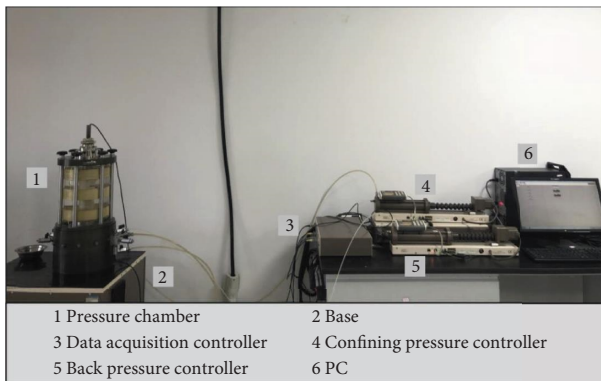 1
2
3
4
5
6
1 Pressure chamber
2 Base
3 Data acquisition controller
4 Confining pressure controller
5 Back pressure controller
6 PC